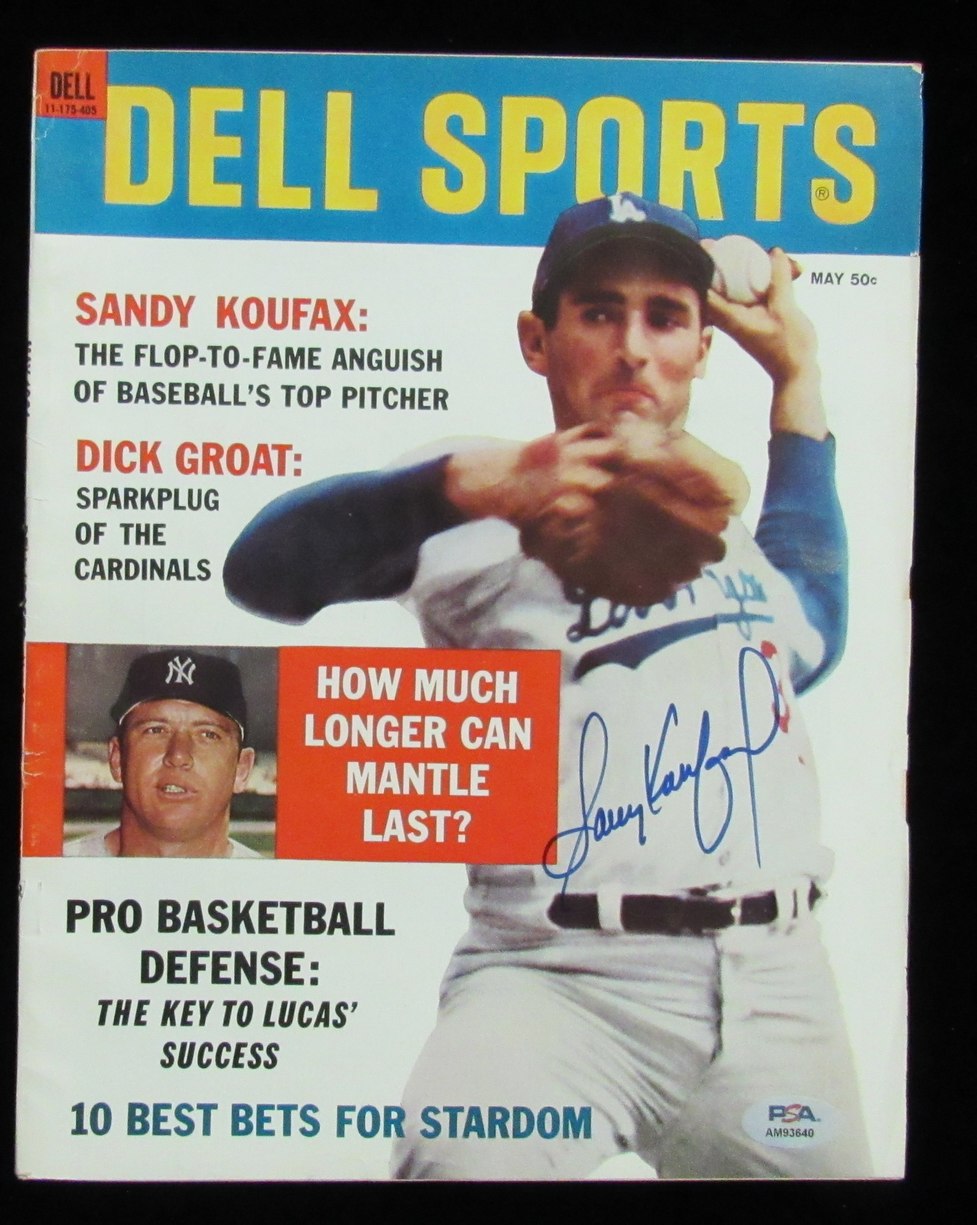 DELL
11-175-405
DELL SPORTS
®
LA
MAY 50c
SANDY KOUFAX:
THE FLOP-TO-FAME ANGUISH
OF BASEBALL'S TOP PITCHER
DICK GROAT:
SPARKPLUG
OF THE
CARDINALS
NY
HOW MUCH
LONGER CAN
MANTLE
LAST?
Sandy Koufax
PRO BASKETBALL
DEFENSE:
THE KEY TO LUCAS'
SUCCESS
10 BEST BETS FOR STARDOM
PSA
AM93640